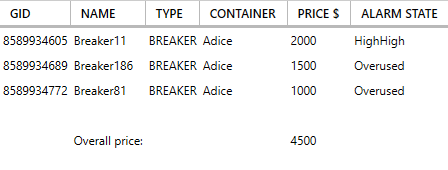 GID NAME TYPE CONTAINER PRICE $ ALARM STATE
8589934605 Breaker11 BREAKER Adice 2000 HighHigh
8589934689 Breaker186 BREAKER Adice 1500 Overused
8589934772 Breaker81 BREAKER Adice 1000 Overused
Overall price: 4500